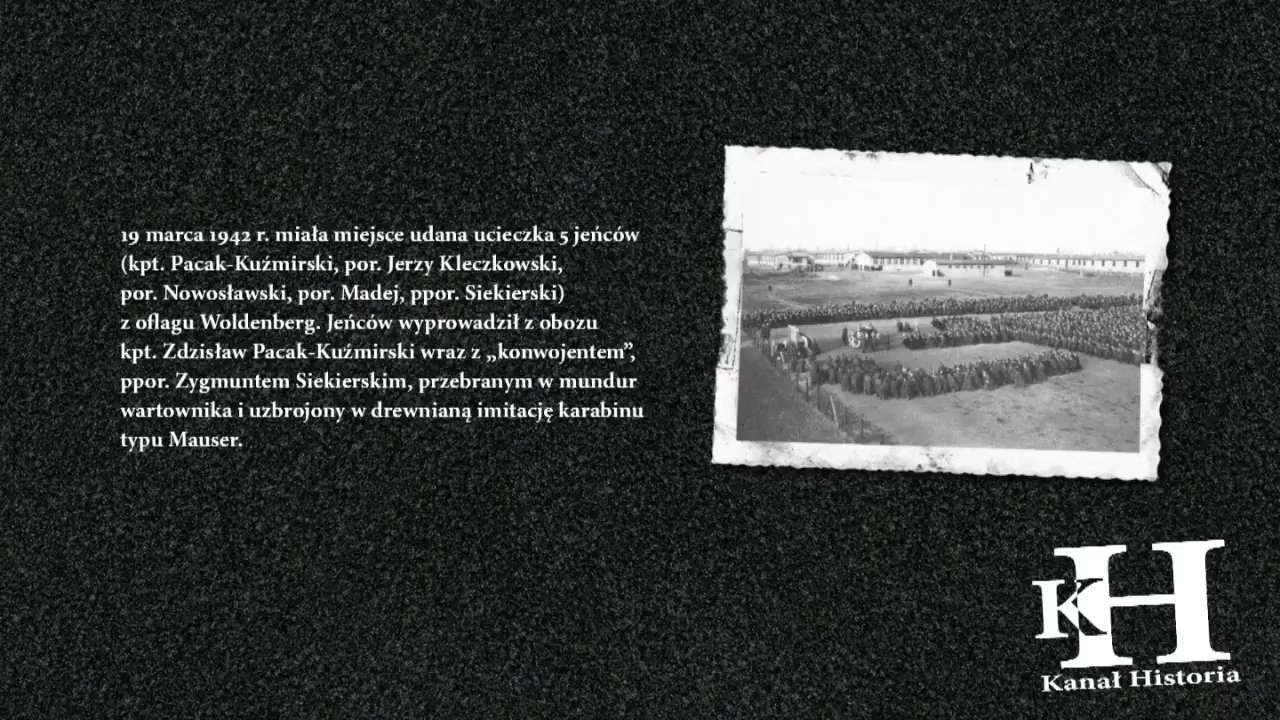 19 marca 1942 r. miała miejsce udana ucieczka 5 jeńców
(kpt. Pacak-Kuźmirski, por. Jerzy Kleczkowski,
por. Nowosławski, por. Madej, ppor. Siekierski)
z oflagu Woldenberg. Jeńców wyprowadził z obozu
kpt. Zdzisław Pacak-Kuźmirski wraz z „konwojentem”,
ppor. Zygmuntem Siekierskim, przebranym w mundur
wartownika i uzbrojony w drewnianą imitację karabinu
typu Mauser.
KH
Kanał Historia